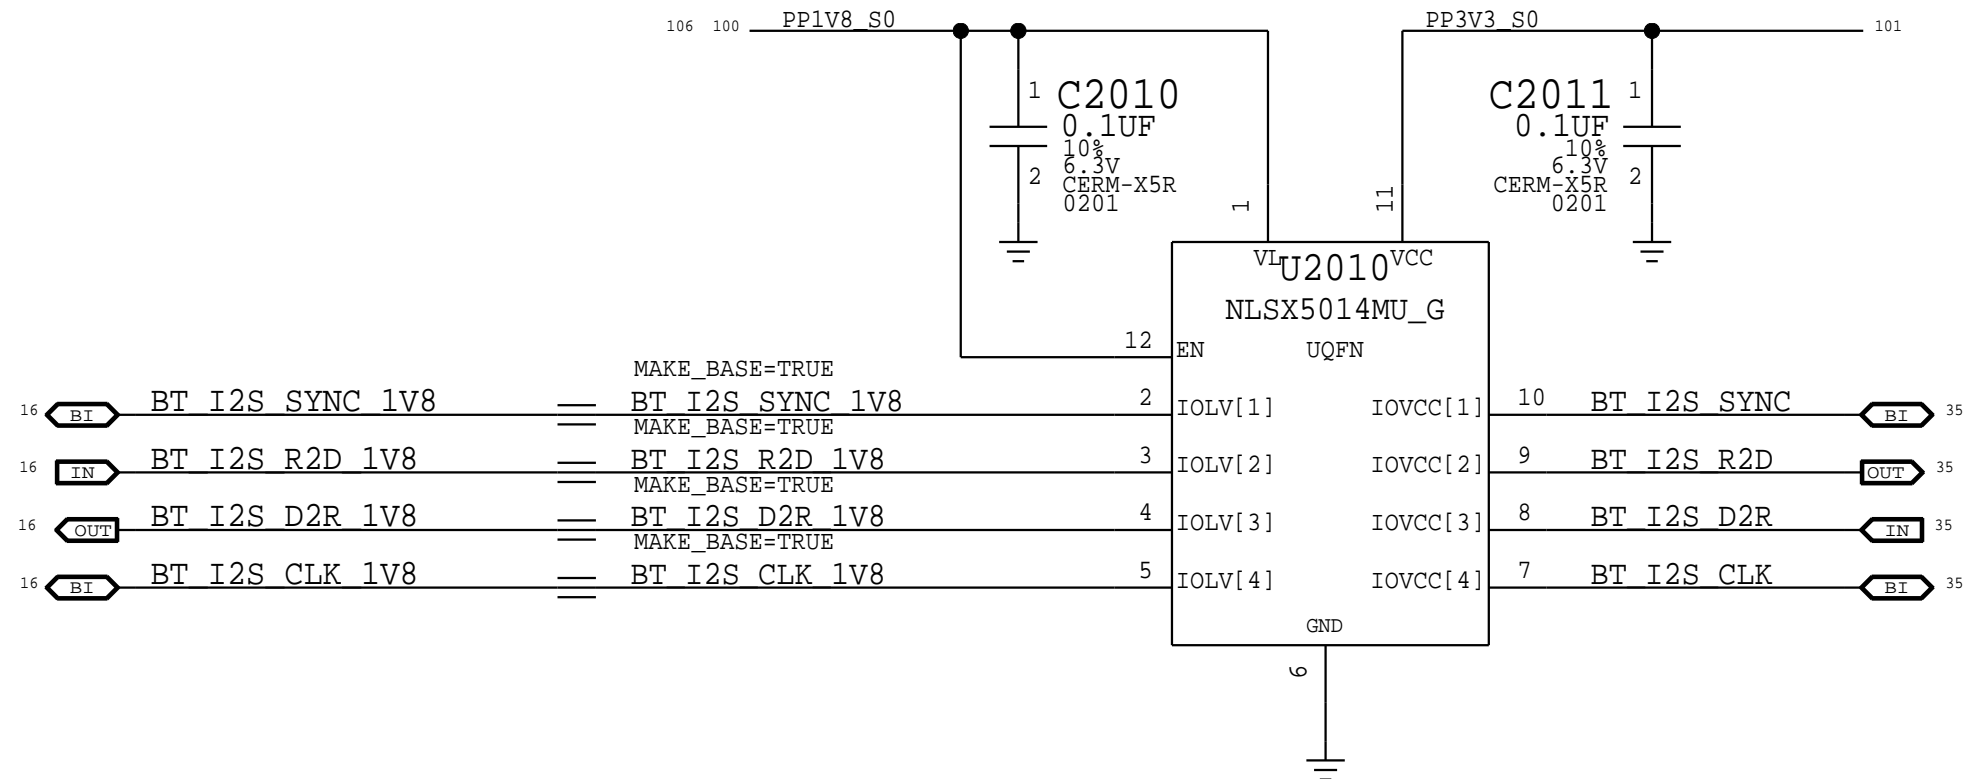 106 100 PP1V8_S0 PP3V3_S0 101
1 C2010 C2011 1
0.1UF 0.1UF
10% 10%
6.3V 6.3V
2 CERM-X5R CERM-X5R 2
0201 0201
1 11
VL U2010 VCC
NLSX5014MU_G
12 EN UQFN
MAKE_BASE=TRUE
16 BI BT_I2S_SYNC_1V8 BT_I2S_SYNC_1V8 2 IOLV[1] IOVCC[1] 10 BT_I2S_SYNC BI 35
MAKE_BASE=TRUE
16 IN BT_I2S_R2D_1V8 BT_I2S_R2D_1V8 3 IOLV[2] IOVCC[2] 9 BT_I2S_R2D OUT 35
MAKE_BASE=TRUE
16 OUT BT_I2S_D2R_1V8 BT_I2S_D2R_1V8 4 IOLV[3] IOVCC[3] 8 BT_I2S_D2R IN 35
MAKE_BASE=TRUE
16 BI BT_I2S_CLK_1V8 BT_I2S_CLK_1V8 5 IOLV[4] IOVCC[4] 7 BT_I2S_CLK BI 35
GND
6